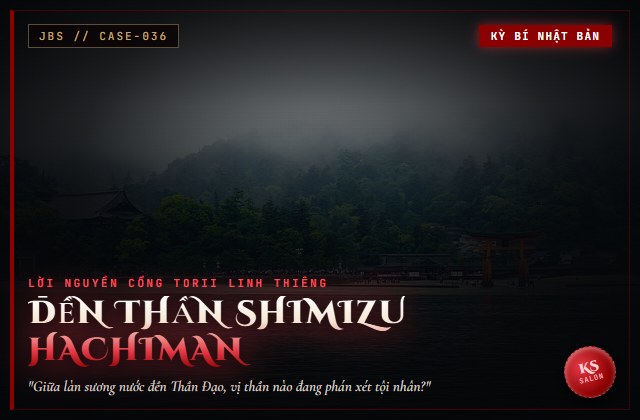 JBS // CASE-036
KỲ BÍ NHẬT BẢN
LỜI NGUYỀN CỔNG TORII LINH THIÊNG
ĐỀN THẦN SHIMIZU
HACHIMAN
"Giữa làn sương nước đền Thần Đạo, vị thần nào đang phán xét tội nhân?"
KS
SALON